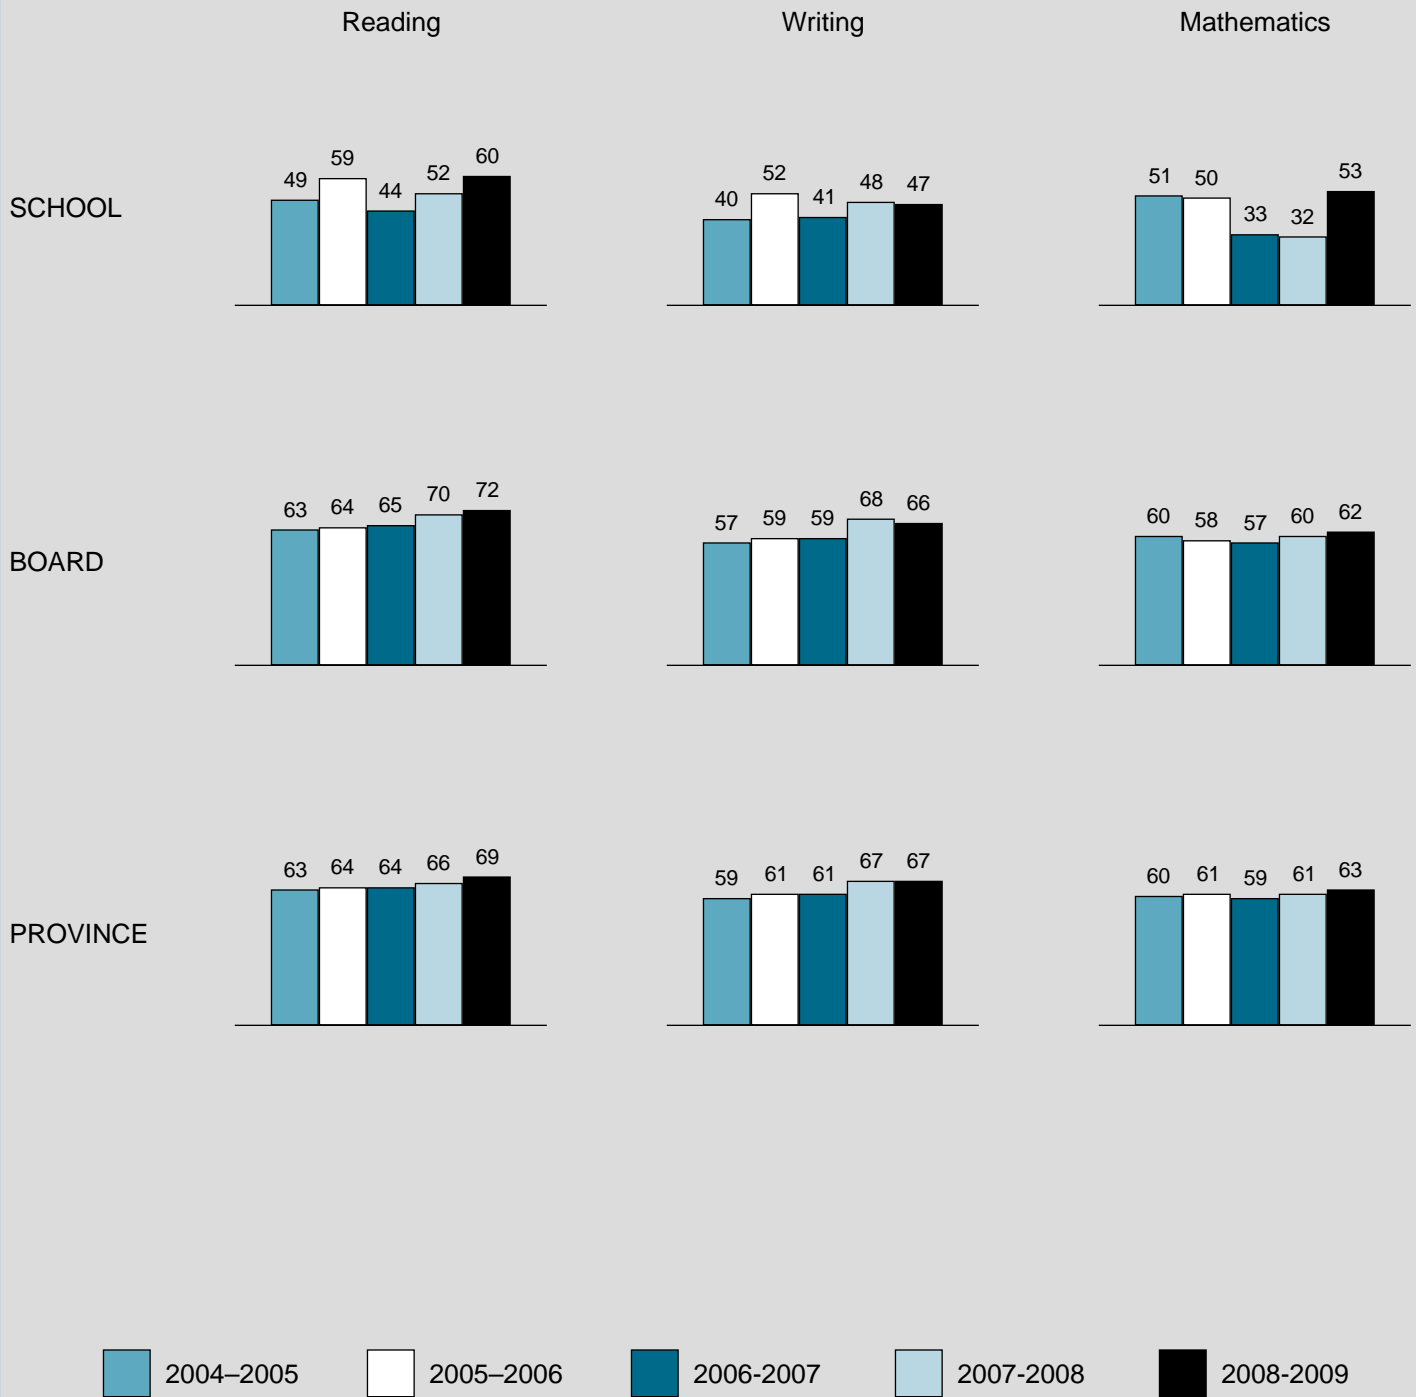 Reading Writing Mathematics
SCHOOL
49 59 44 52 60
40 52 41 48 47
51 50 33 32 53
BOARD
63 64 65 70 72
57 59 59 68 66
60 58 57 60 62
PROVINCE
63 64 64 66 69
59 61 61 67 67
60 61 59 61 63
2004–2005 2005–2006 2006-2007 2007-2008 2008-2009